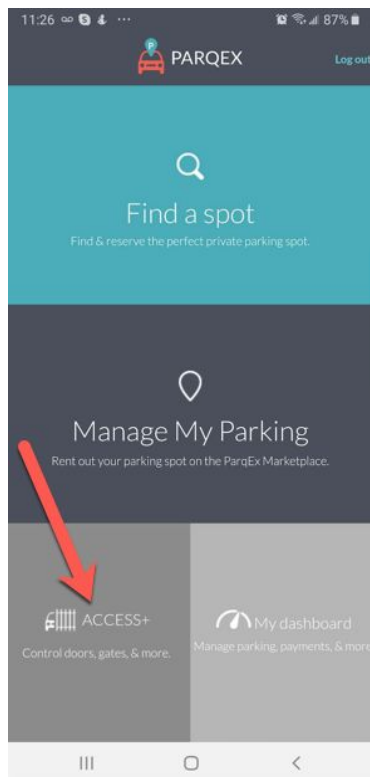 11:26 87%
P
PARQEX
Log out
Find a spot
Find & reserve the perfect private parking spot.
Manage My Parking
Rent out your parking spot on the ParqEx Marketplace.
ACCESS+
Control doors, gates, & more.
My dashboard
Manage parking, payments, & more